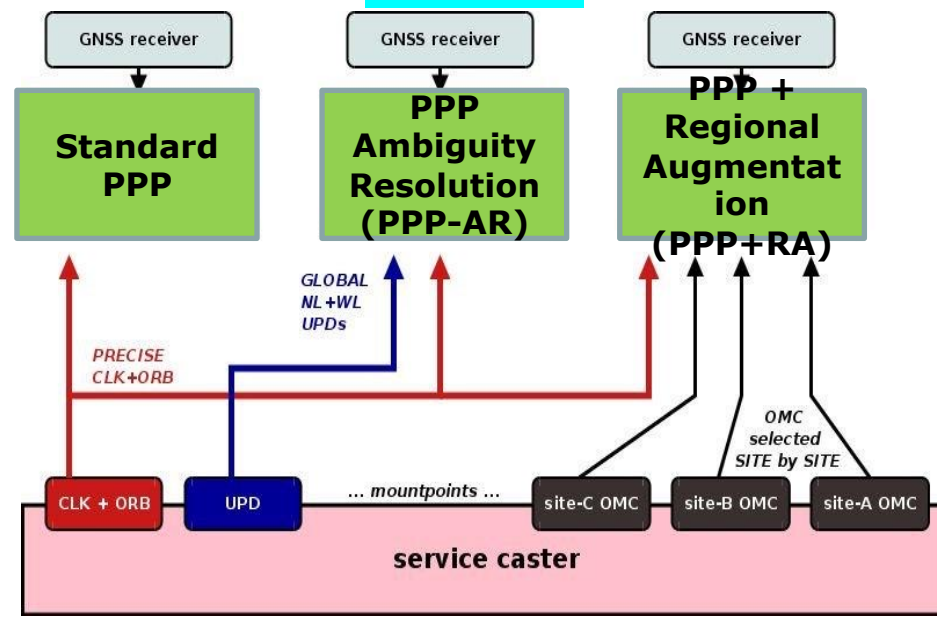 GNSS receiver
GNSS receiver
GNSS receiver
Standard
PPP
PPP
Ambiguity
Resolution
(PPP-AR)
PPP +
Regional
Augmentat
ion
(PPP+RA)
GLOBAL
NL+WL
UPDs
PRECISE
CLK+ORB
OMC
selected
SITE by SITE
CLK + ORB
UPD
... mountpoints ...
site-C OMC
site-B OMC
site-A OMC
service caster